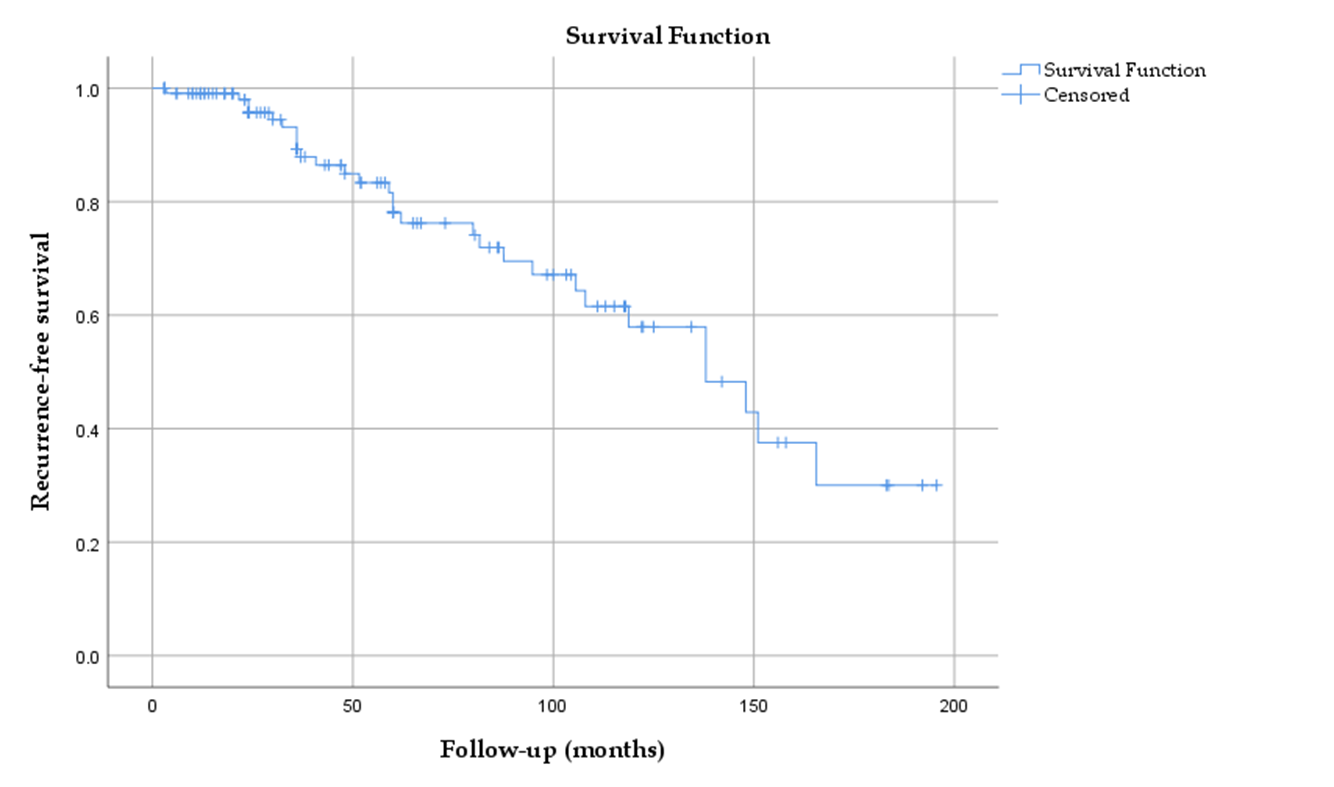 Survival Function
Survival Function
Censored
1.0
0.8
0.6
0.4
0.2
0.0
Recurrence-free survival
0 50 100 150 200
Follow-up (months)